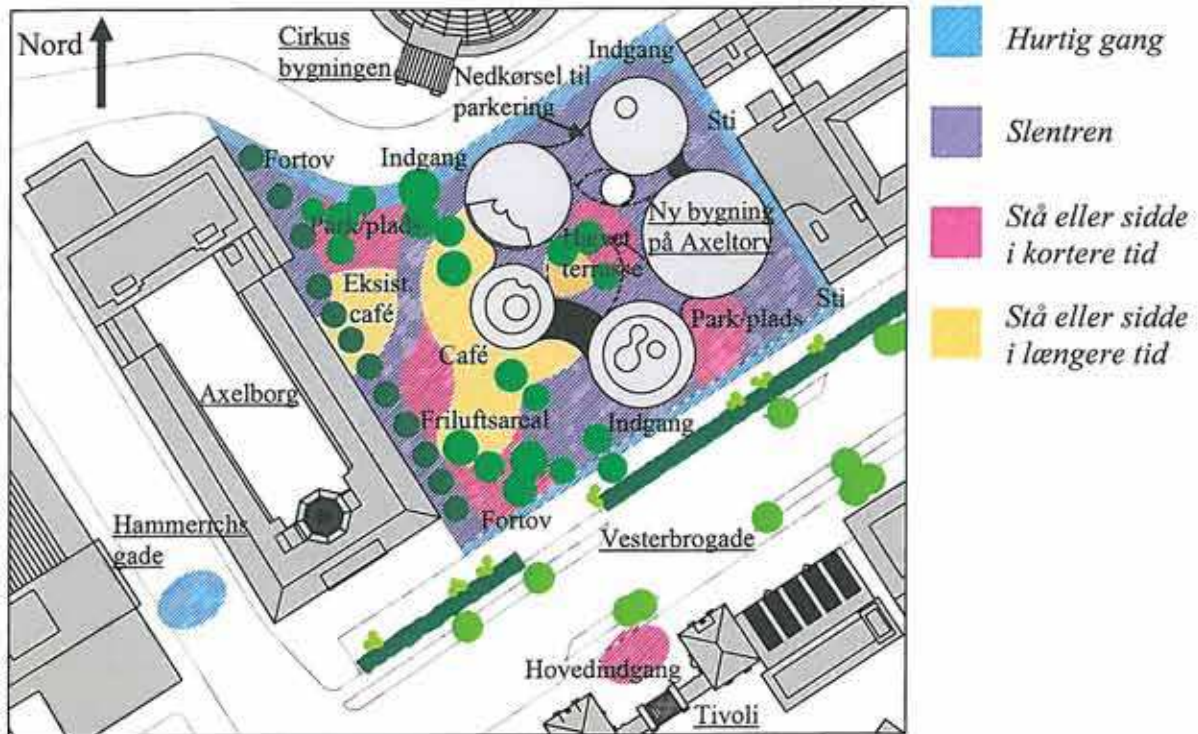 Nord
Cirkus
bygningen
Nedkørsel til
parkering
Indgang
Sti
Fortov
Indgang
Park/plads
Ny bygning
på Axeltorv
Hævet
terrasse
Eksist.
café
Sti
Park/plads
Café
Axelborg
Friluftsareal
Indgang
Fortov
Hammerichs
gade
Vesterbrogade
Hovedindgang
Tivoli
Hurtig gang
Slentren
Stå eller sidde
i kortere tid
Stå eller sidde
i længere tid